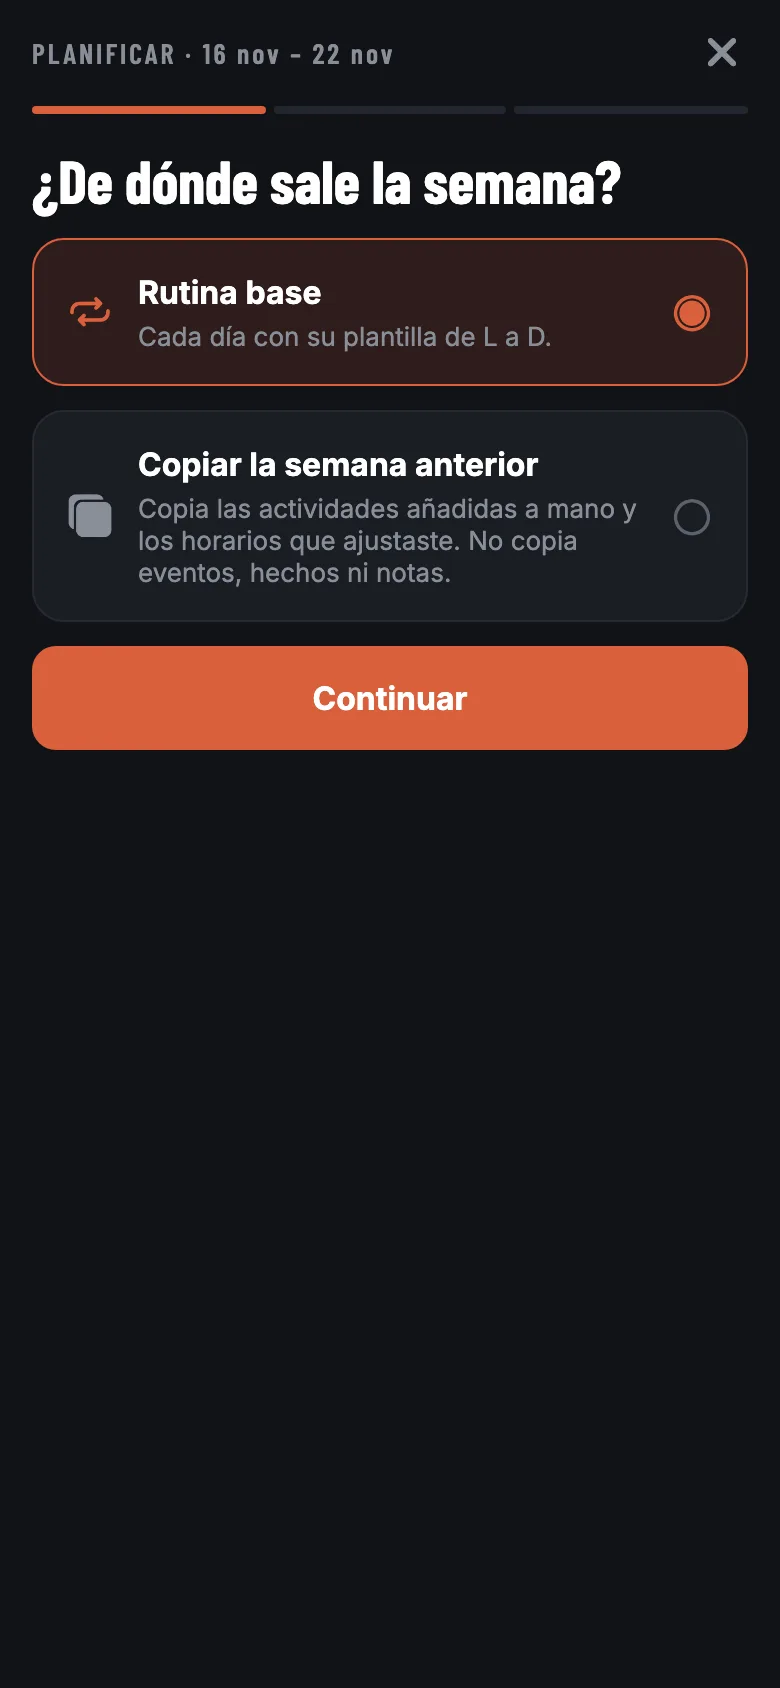 PLANIFICAR · 16 nov – 22 nov
¿De dónde sale la semana?
Rutina base
Cada día con su plantilla de L a D.
Copiar la semana anterior
Copia las actividades añadidas a mano y
los horarios que ajustaste. No copia
eventos, hechos ni notas.
Continuar